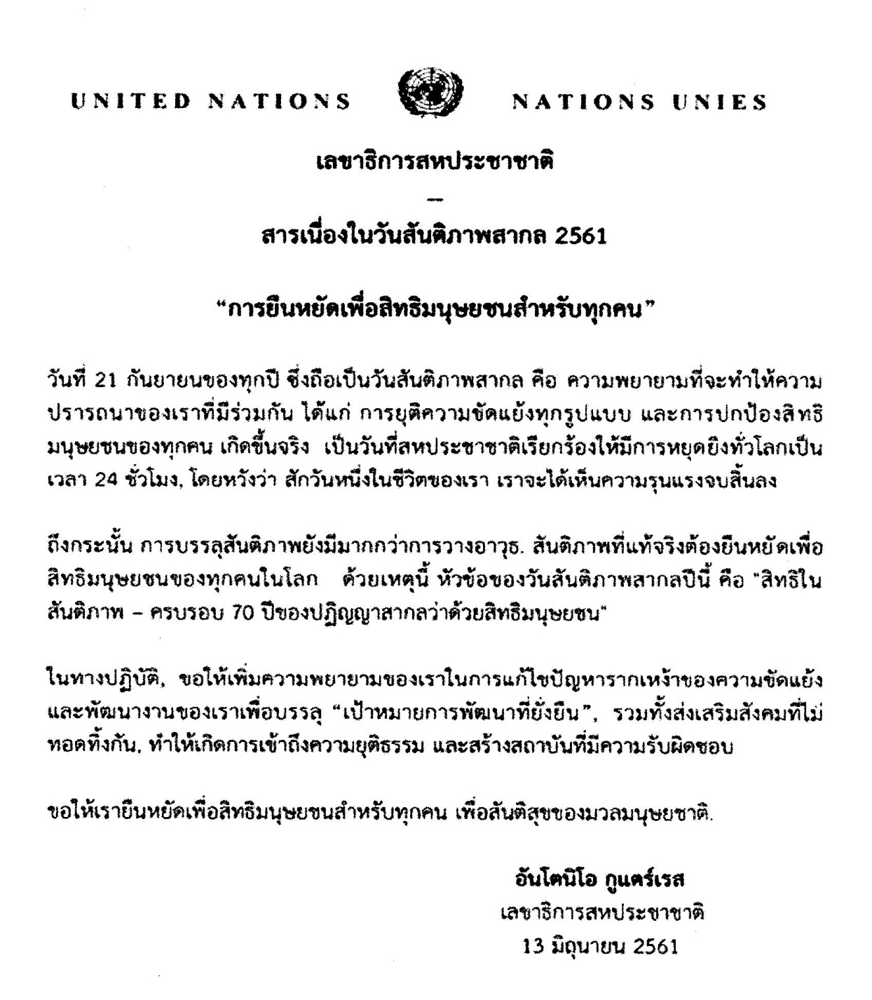 UNITED NATIONS NATIONS UNIES
เลขาธิการสหประชาชาติ
–
สารเนื่องในวันสันติภาพสากล 2561
“การยืนหยัดเพื่อสิทธิมนุษยชนสำหรับทุกคน”
วันที่ 21 กันยายนของทุกปี ซึ่งถือเป็นวันสันติภาพสากล คือ ความพยายามที่จะทำให้ความ
ปรารถนาของเราที่มีร่วมกัน ได้แก่ การยุติความขัดแย้งทุกรูปแบบ และการปกป้องสิทธิ
มนุษยชนของทุกคน เกิดขึ้นจริง เป็นวันที่สหประชาชาติเรียกร้องให้มีการหยุดยิงทั่วโลกเป็น
เวลา 24 ชั่วโมง, โดยหวังว่า สักวันหนึ่งในชีวิตของเรา เราจะได้เห็นความรุนแรงจบสิ้นลง
ถึงกระนั้น การบรรลุสันติภาพยังมีมากกว่าการวางอาวุธ. สันติภาพที่แท้จริงต้องยืนหยัดเพื่อ
สิทธิมนุษยชนของทุกคนในโลก ด้วยเหตุนี้ หัวข้อของวันสันติภาพสากลปีนี้ คือ "สิทธิใน
สันติภาพ – ครบรอบ 70 ปีของปฏิญญาสากลว่าด้วยสิทธิมนุษยชน"
ในทางปฏิบัติ, ขอให้เพิ่มความพยายามของเราในการแก้ไขปัญหารากเหง้าของความขัดแย้ง
และพัฒนางานของเราเพื่อบรรลุ “เป้าหมายการพัฒนาที่ยั่งยืน”, รวมทั้งส่งเสริมสังคมที่ไม่
ทอดทิ้งกัน, ทำให้เกิดการเข้าถึงความยุติธรรม และสร้างสถาบันที่มีความรับผิดชอบ
ขอให้เรายืนหยัดเพื่อสิทธิมนุษยชนสำหรับทุกคน เพื่อสันติสุขของมวลมนุษยชาติ.
อันโตนิโอ กูแตร์เรส
เลขาธิการสหประชาชาติ
13 มิถุนายน 2561